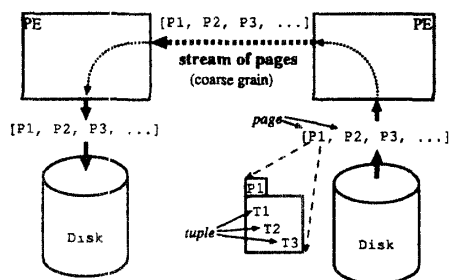 [P1, P2, P3, ...]
PE
PE
stream of pages
(coarse grain)
page
[P1, P2, P3, ...]
[P1, P2, P3, ...]
P1
T1
T2
T3
tuple
Disk
Disk